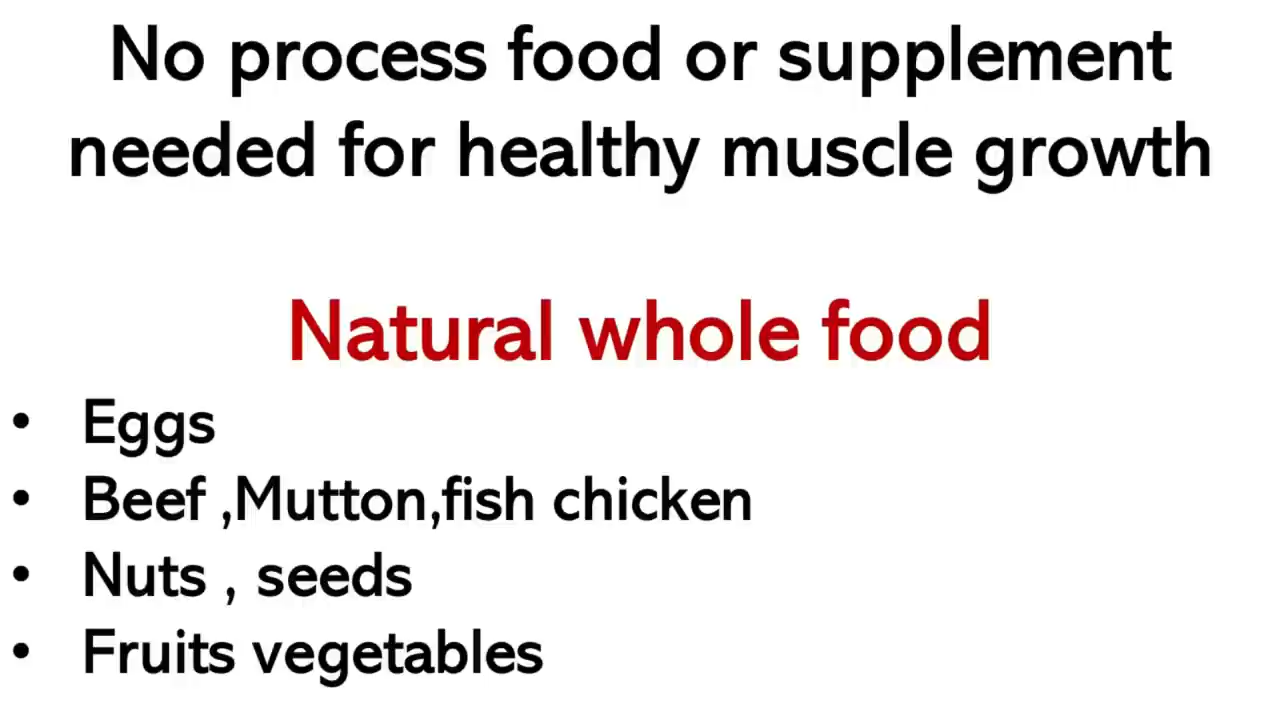 No process food or supplement
needed for healthy muscle growth
Natural whole food
• Eggs
• Beef ,Mutton,fish chicken
• Nuts , seeds
• Fruits vegetables